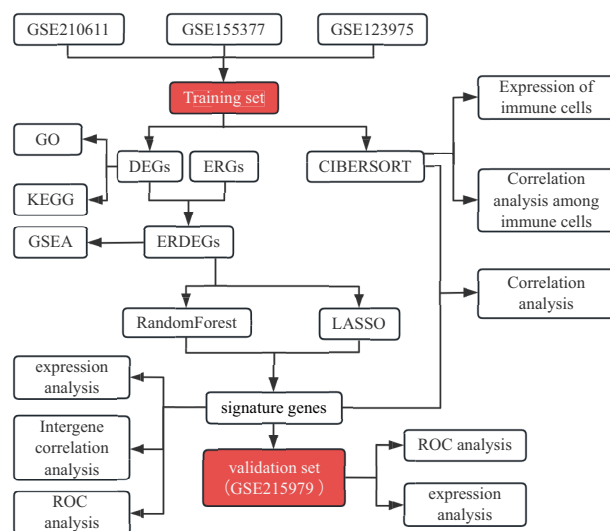 GSE210611
GSE155377
GSE123975
Training set
Expression of
immune cells
GO
DEGs
ERGs
CIBERSORT
KEGG
Correlation
analysis among
immune cells
GSEA
ERDEGs
Correlation
analysis
RandomForest
LASSO
expression
analysis
signature genes
Intergene
correlation
analysis
validation set
(GSE215979 )
ROC analysis
ROC
analysis
expression
analysis